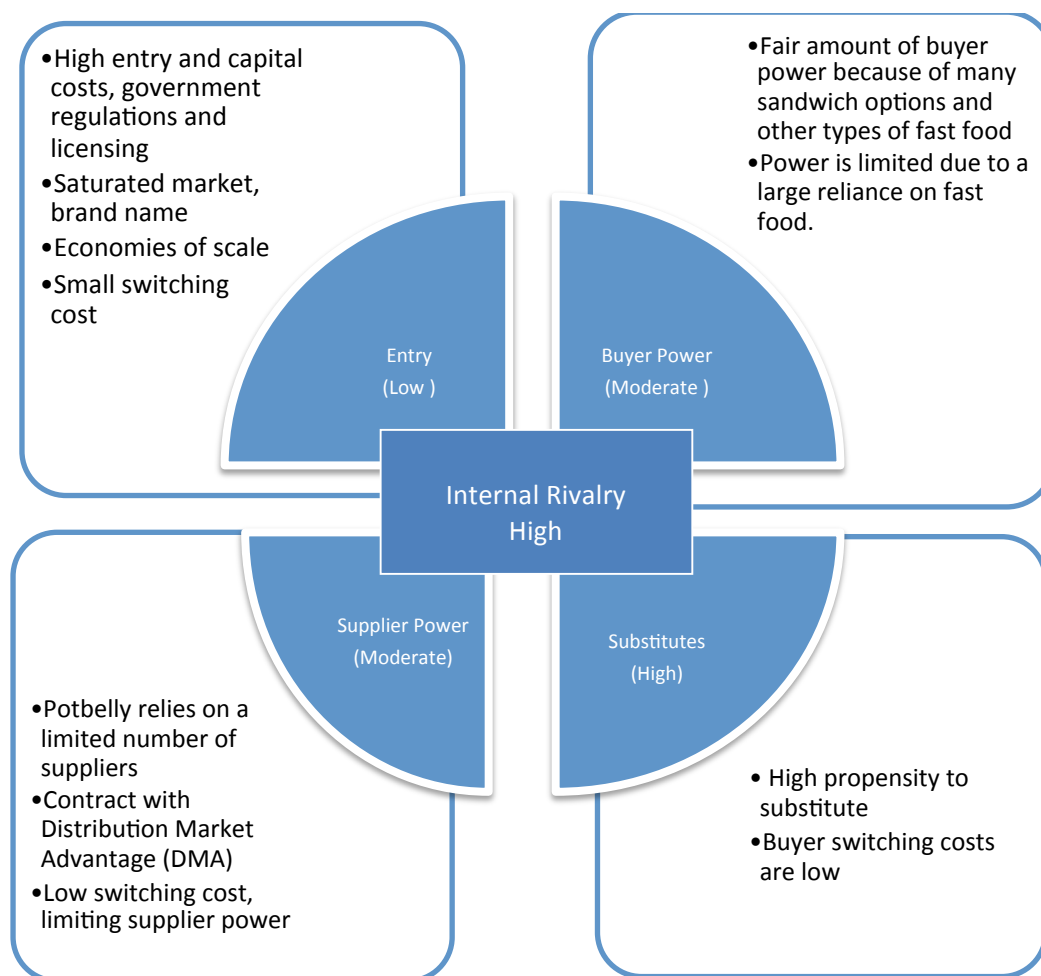 •High entry and capital
costs, government
regulations and
licensing
•Saturated market,
brand name
•Economies of scale
•Small switching
cost
•Fair amount of buyer
power because of many
sandwich options and
other types of fast food
•Power is limited due to a
large reliance on fast
food.
Entry
(Low )
Buyer Power
(Moderate )
Internal Rivalry
High
Supplier Power
(Moderate)
Substitutes
(High)
•Potbelly relies on a
limited number of
suppliers
•Contract with
Distribution Market
Advantage (DMA)
•Low switching cost,
limiting supplier power
• High propensity to
substitute
•Buyer switching costs
are low